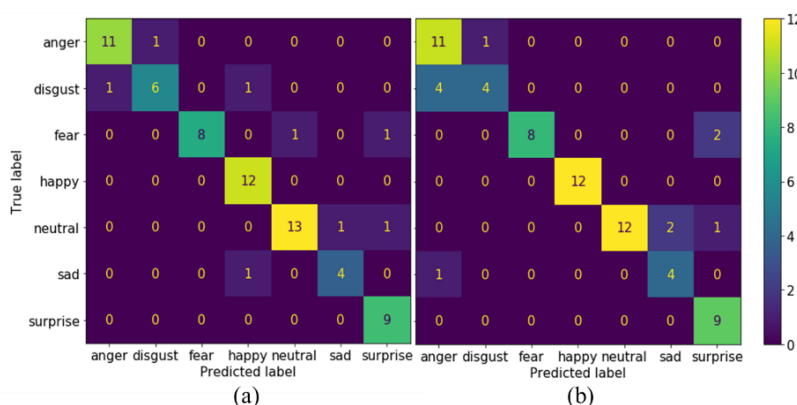 anger 11 1 0 0 0 0 0 11 1 0 0 0 0 0 12
disgust 1 6 0 1 0 0 0 4 4 0 0 0 0 0 10
fear 0 0 8 0 1 0 1 0 0 8 0 0 0 2 8
True label
happy 0 0 0 12 0 0 0 0 0 0 12 0 0 0 6
neutral 0 0 0 0 13 1 1 0 0 0 0 12 2 1 4
sad 0 0 0 1 0 4 0 1 0 0 0 0 4 0 2
surprise 0 0 0 0 0 0 9 0 0 0 0 0 0 9 0
anger disgust fear happy neutral sad surprise anger disgust fear happy neutral sad surprise
Predicted label Predicted label
(a) (b)